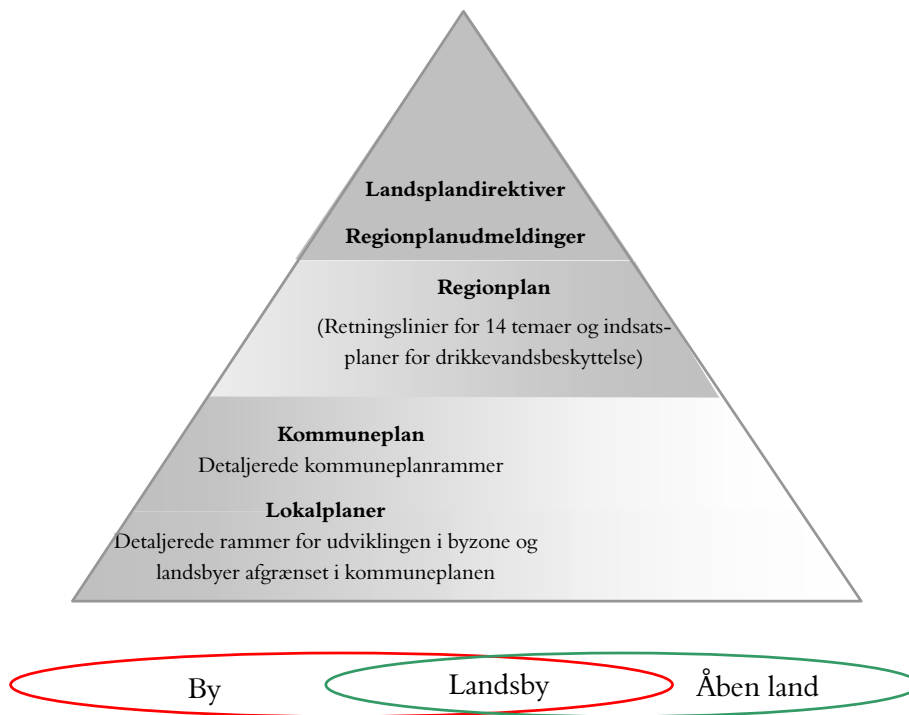 Landsplandirektiver
Regionplanudmeldinger
Regionplan
(Retningslinier for 14 temaer og indsats-
planer for drikkevandsbeskyttelse)
Kommuneplan
Detaljerede kommuneplanrammer
Lokalplaner
Detaljerede rammer for udviklingen i byzone og
landsbyer afgrænset i kommuneplanen
By
Landsby
Åben land